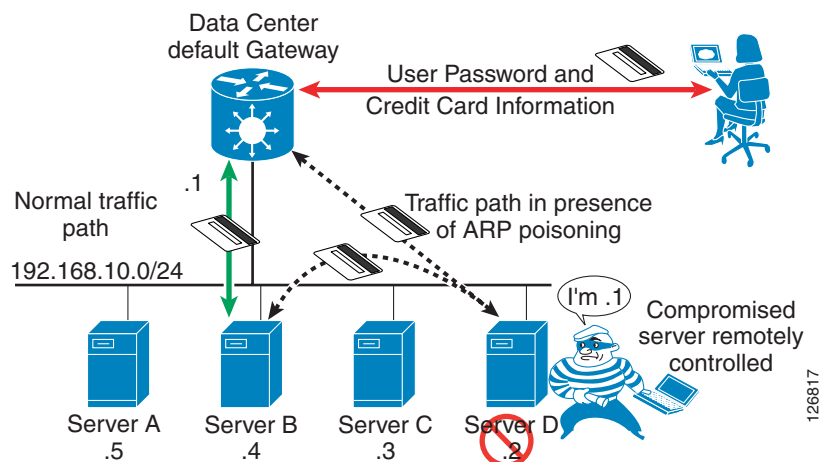 Data Center
default Gateway
User Password and
Credit Card Information
.1
Normal traffic
path
Traffic path in presence
of ARP poisoning
192.168.10.0/24
I'm .1
Compromised
server remotely
controlled
Server A
.5
Server B
.4
Server C
.3
Server D
.2
126817